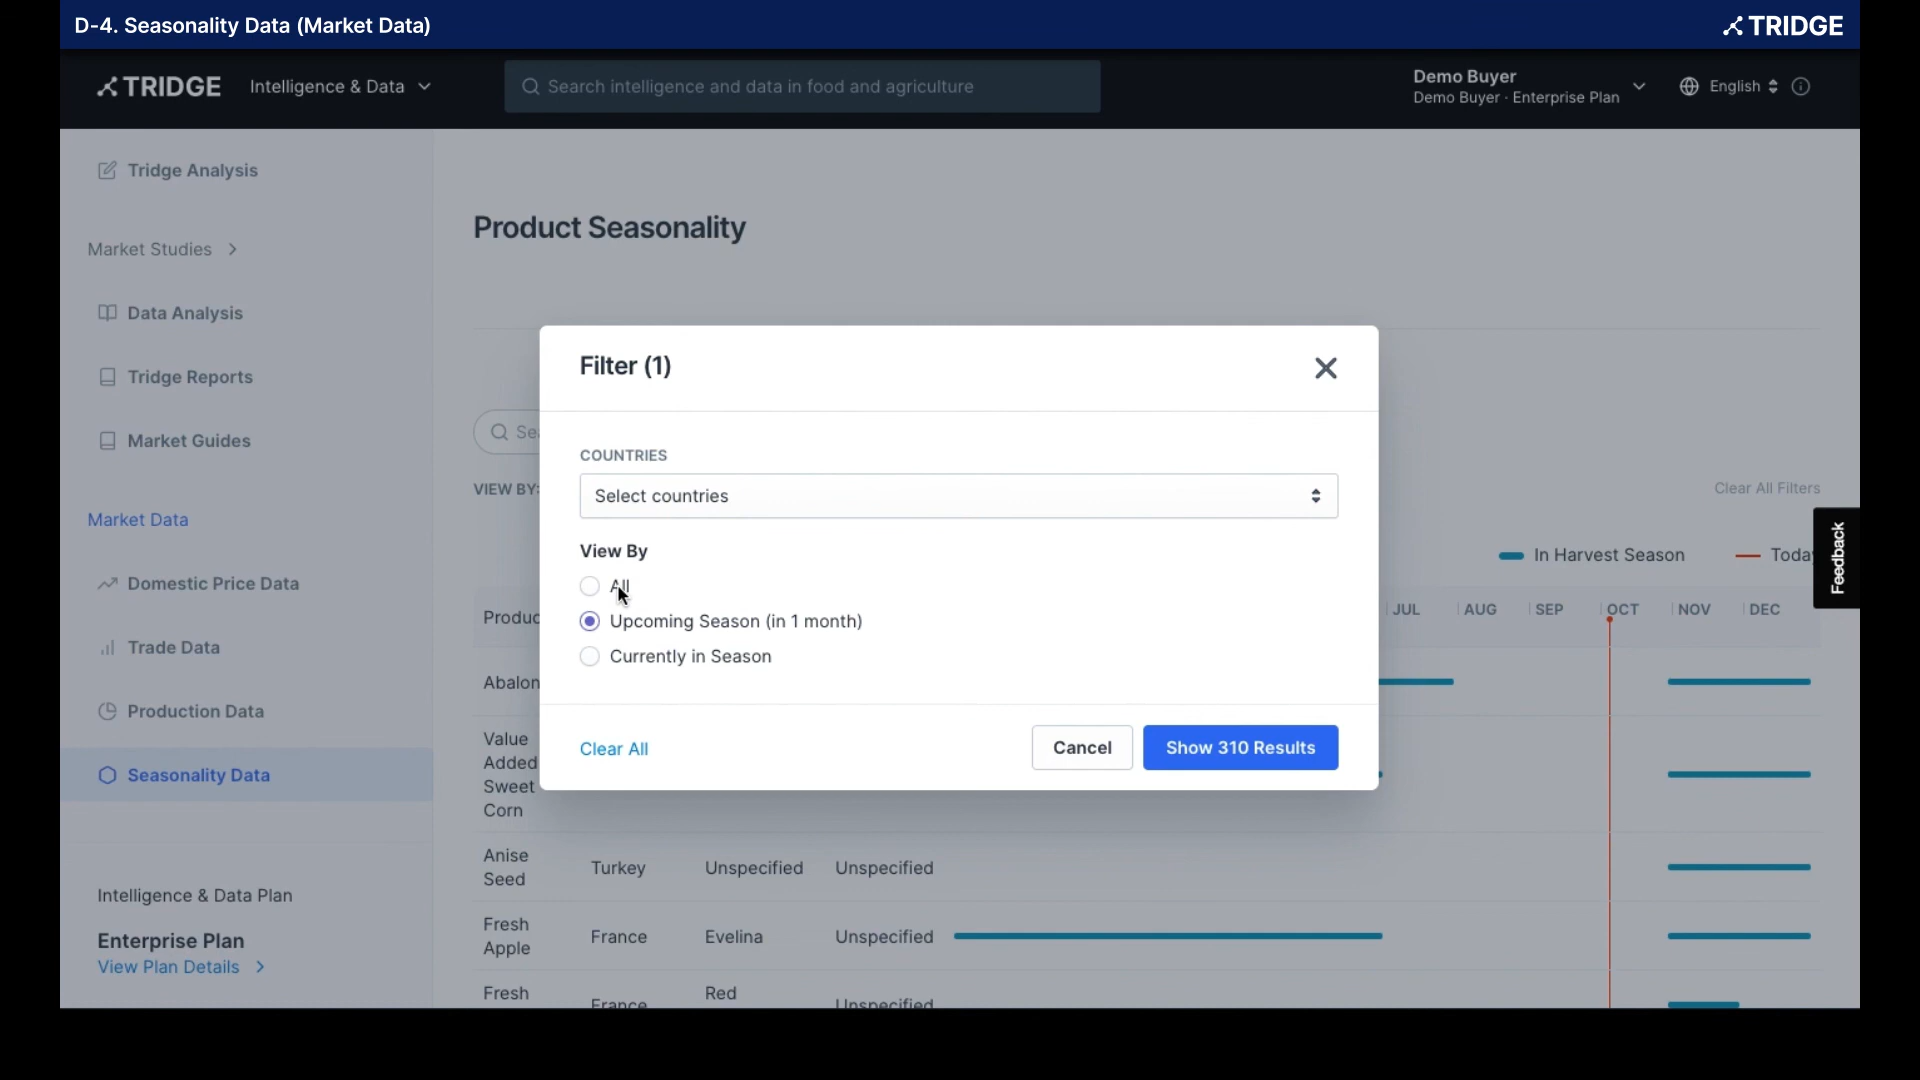 D-4. Seasonality Data (Market Data)
TRIDGE
TRIDGE
Intelligence & Data
Search intelligence and data in food and agriculture
Demo Buyer
Demo Buyer · Enterprise Plan
English
Tridge Analysis
Market Studies
Data Analysis
Tridge Reports
Market Guides
Market Data
Domestic Price Data
Trade Data
Production Data
Seasonality Data
Intelligence & Data Plan
Enterprise Plan
View Plan Details
Product Seasonality
VIEW BY:
Clear All Filters
In Harvest Season
Feedback
JUL AUG SEP OCT NOV DEC
Filter (1)
COUNTRIES
Select countries
View By
All
Upcoming Season (in 1 month)
Currently in Season
Clear All
Cancel
Show 310 Results
Value
Added
Sweet
Corn
Anise
Seed
Turkey
Unspecified
Unspecified
Fresh
Apple
France
Evelina
Unspecified
Fresh
France
Red
Unspecified